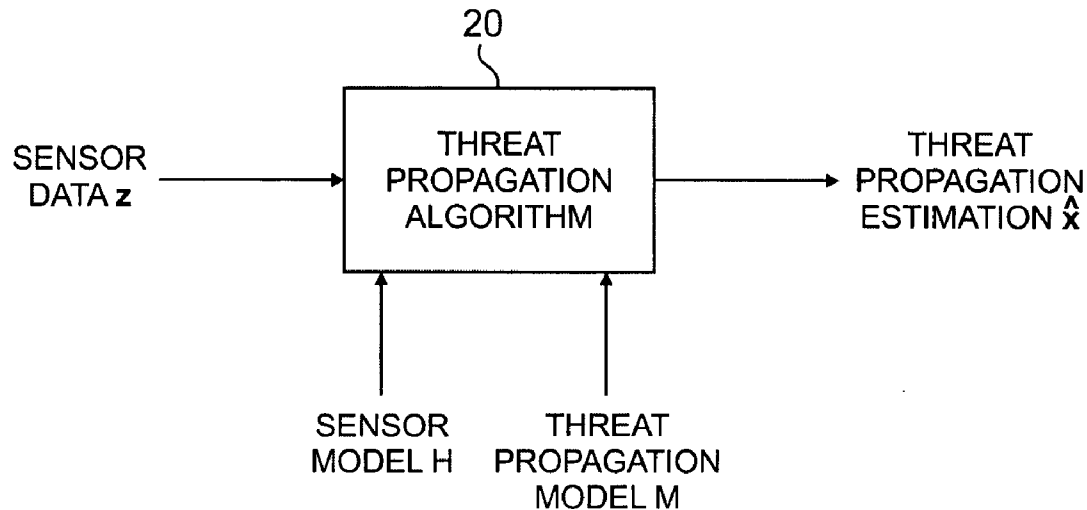 20
THREAT
PROPAGATION
ALGORITHM
SENSOR
DATA z
THREAT
PROPAGATION
ESTIMATION x̂
SENSOR
MODEL H
THREAT
PROPAGATION
MODEL M